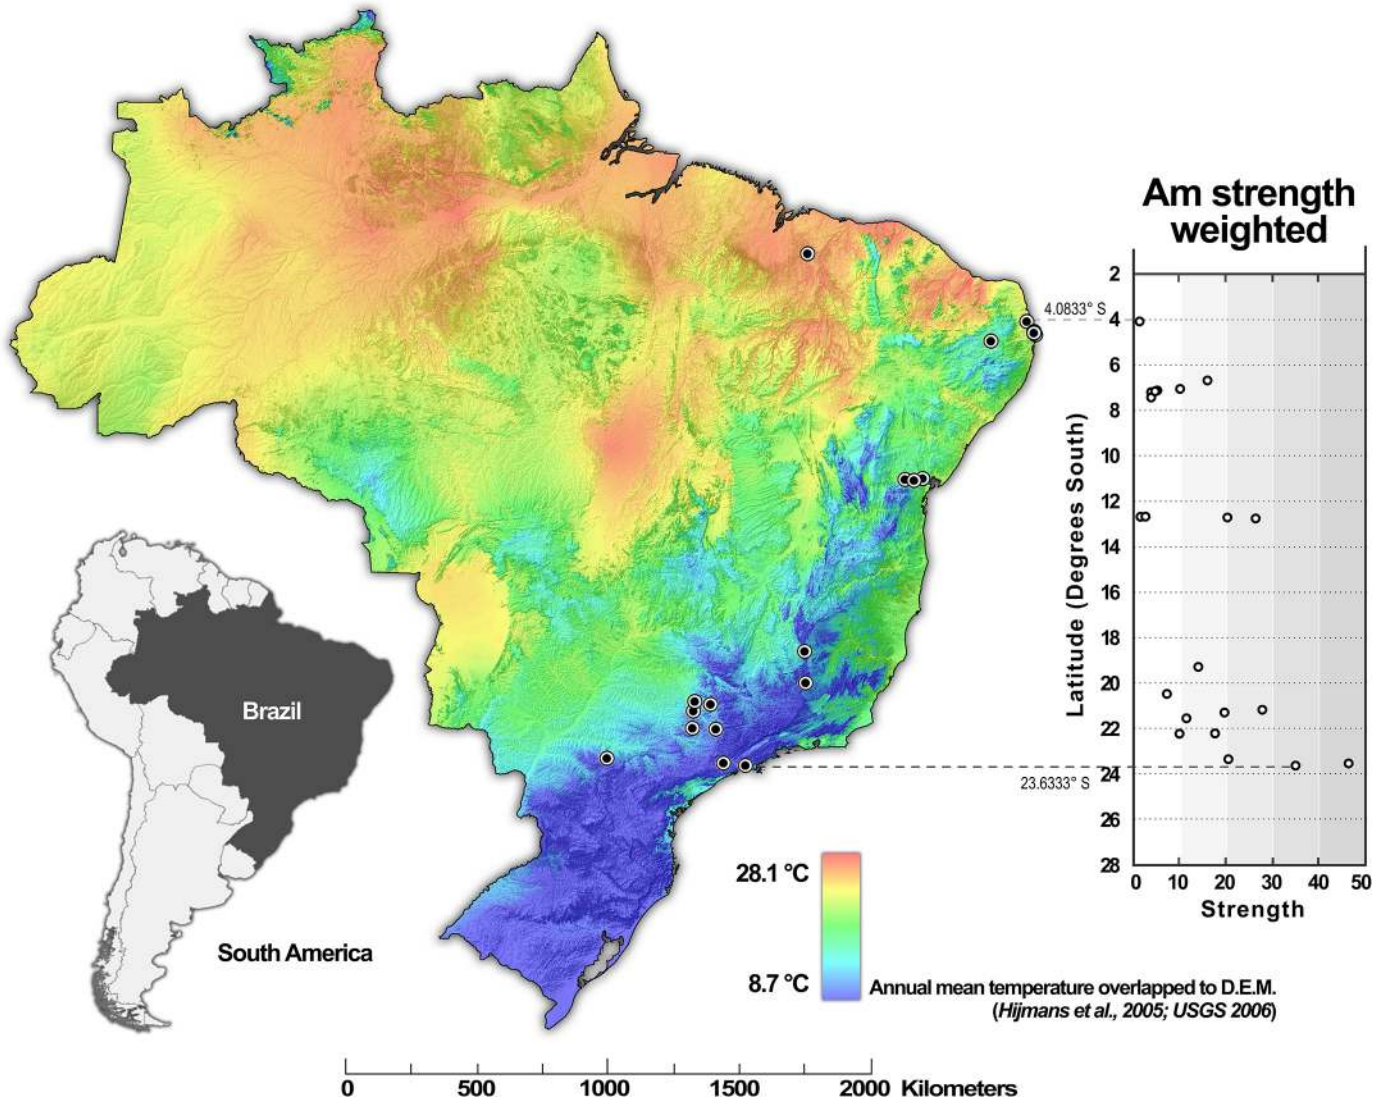 Am strength
weighted
4.0833° S
2
4
6
8
10
12
14
16
18
20
22
24
26
28
Latitude (Degrees South)
0 10 20 30 40 50
Strength
23.6333° S
Brazil
South America
28.1 °C
8.7 °C
Annual mean temperature overlapped to D.E.M.
(Hijmans et al., 2005; USGS 2006)
0 500 1000 1500 2000 Kilometers